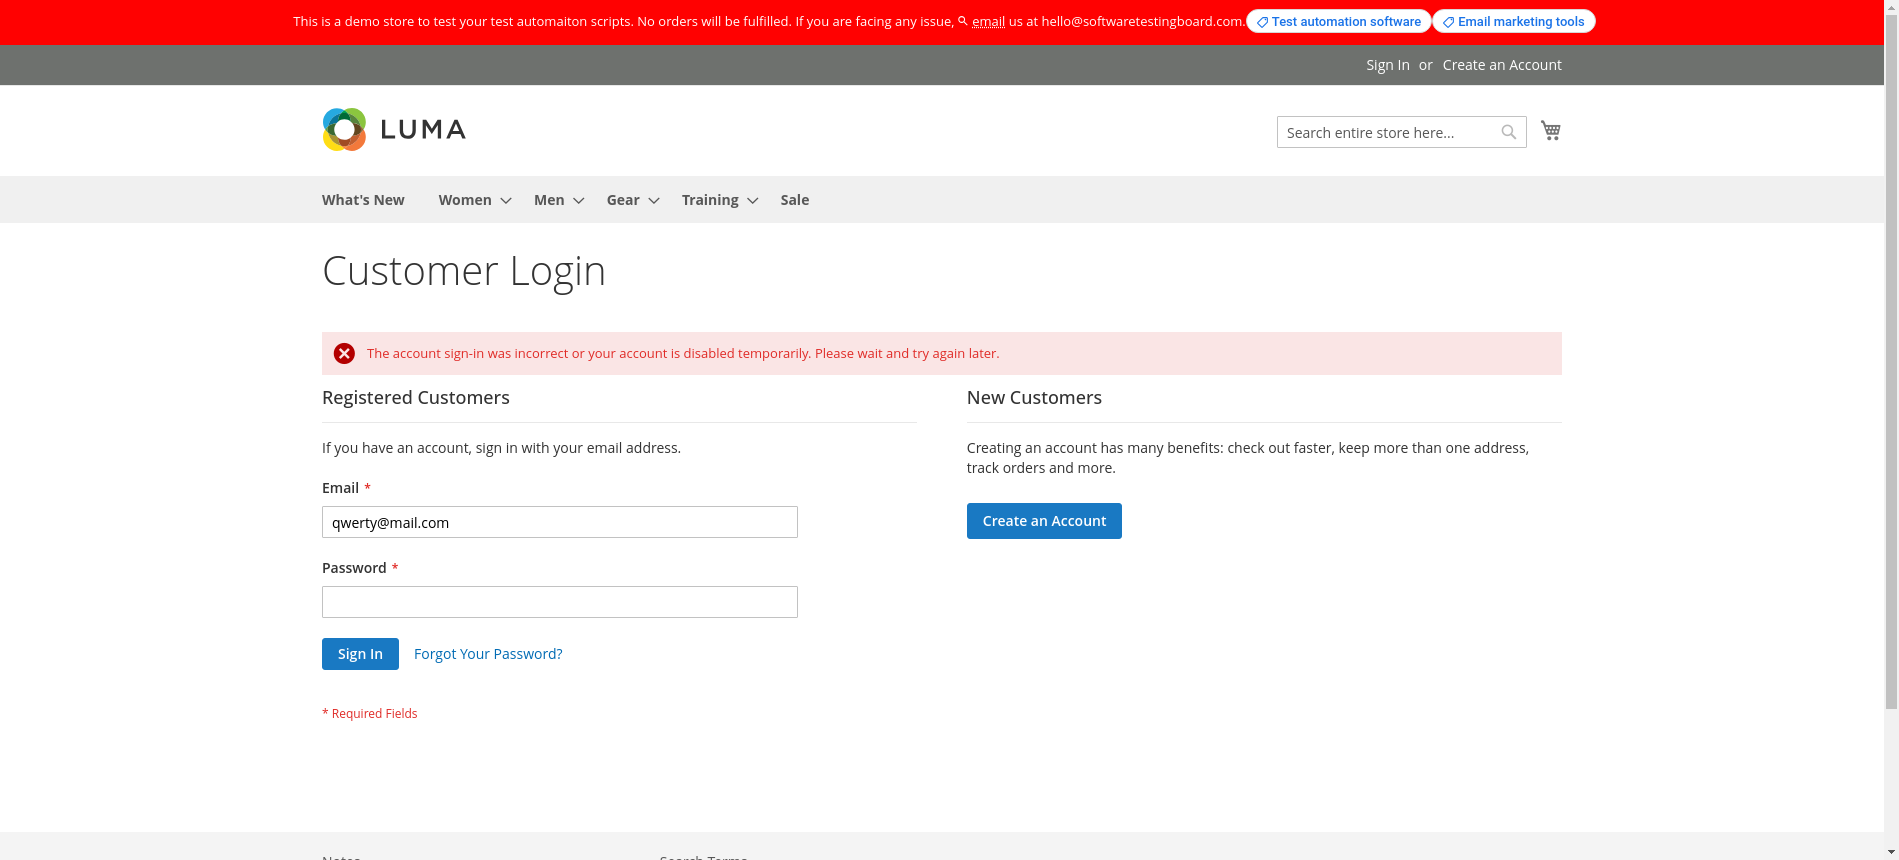 This is a demo store to test your test automaiton scripts. No orders will be fulfilled. If you are facing any issue, email us at hello@softwaretestingboard.com. Test automation software Email marketing tools
Sign In or Create an Account
LUMA
Search entire store here...
What's New Women Men Gear Training Sale
Customer Login
The account sign-in was incorrect or your account is disabled temporarily. Please wait and try again later.
Registered Customers
If you have an account, sign in with your email address.
Email *
qwerty@mail.com
Password *
Sign In Forgot Your Password?
* Required Fields
New Customers
Creating an account has many benefits: check out faster, keep more than one address,
track orders and more.
Create an Account
Notes Search Terms